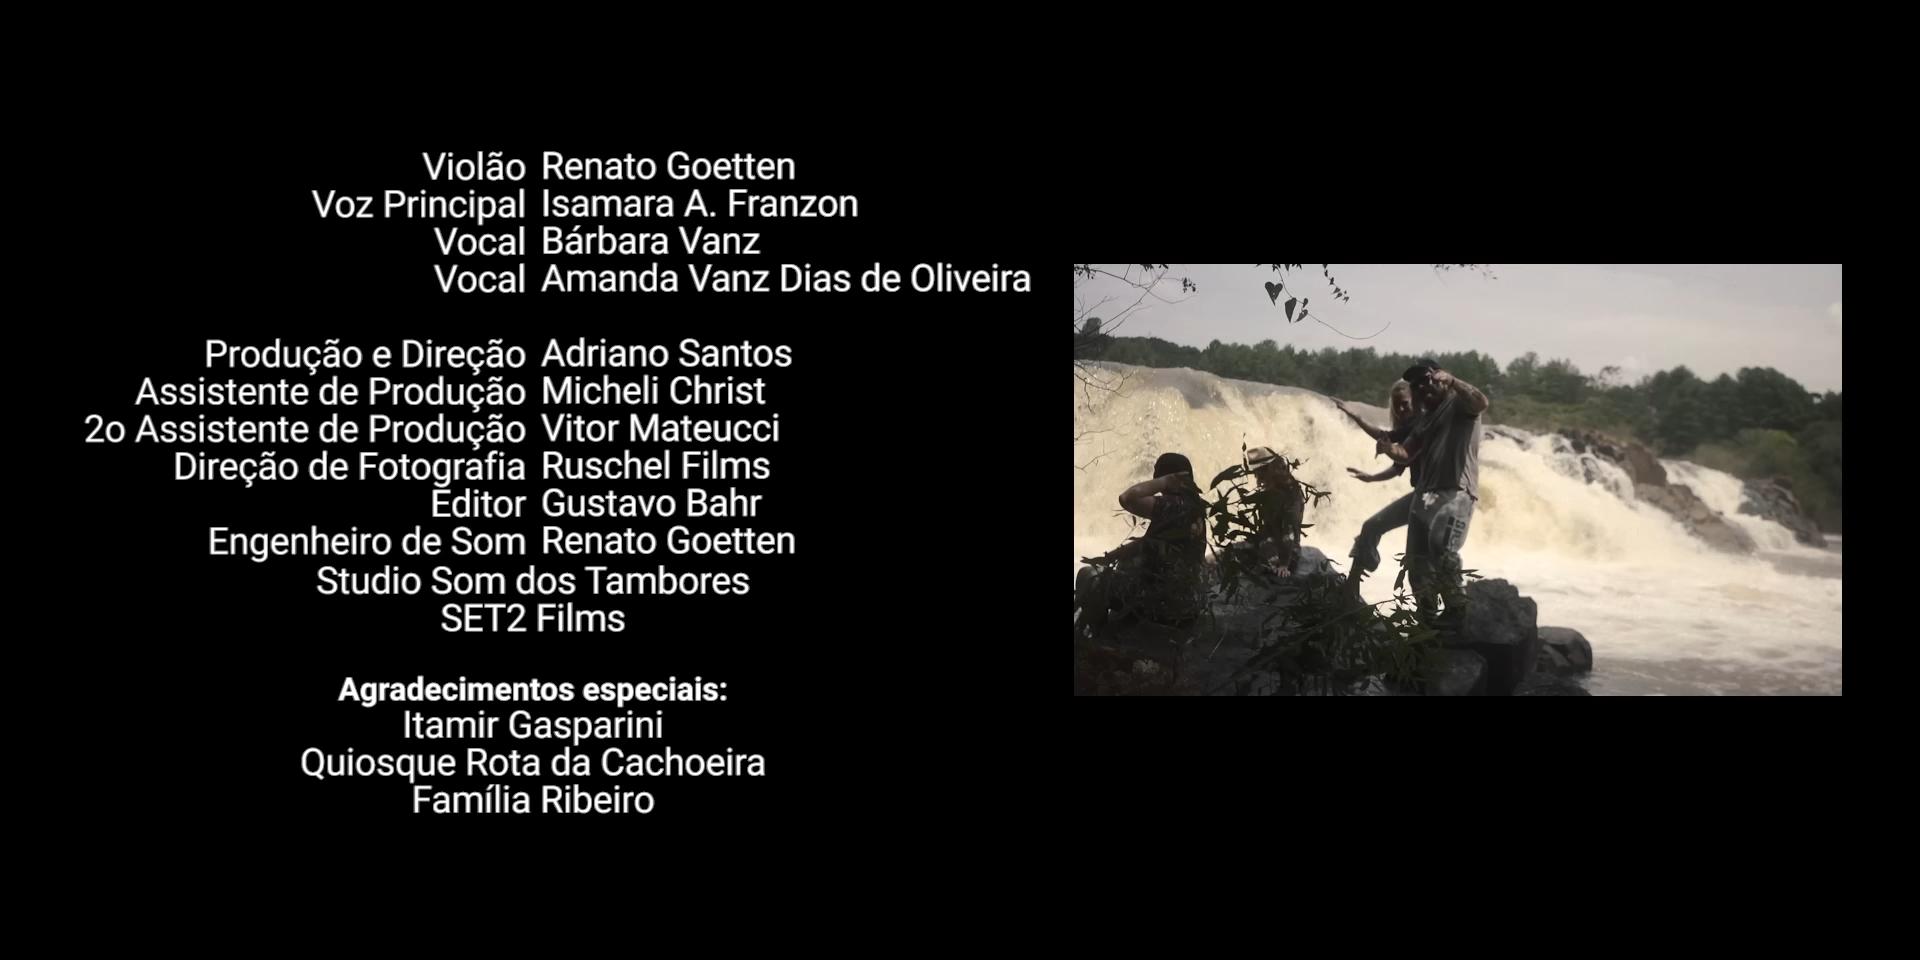 Violão Renato Goetten
Voz Principal Isamara A. Franzon
Vocal Bárbara Vanz
Vocal Amanda Vanz Dias de Oliveira
Produção e Direção Adriano Santos
Assistente de Produção Micheli Christ
2o Assistente de Produção Vitor Mateucci
Direção de Fotografia Ruschel Films
Editor Gustavo Bahr
Engenheiro de Som Renato Goetten
Studio Som dos Tambores
SET2 Films
Agradecimentos especiais:
Itamir Gasparini
Quiosque Rota da Cachoeira
Família Ribeiro